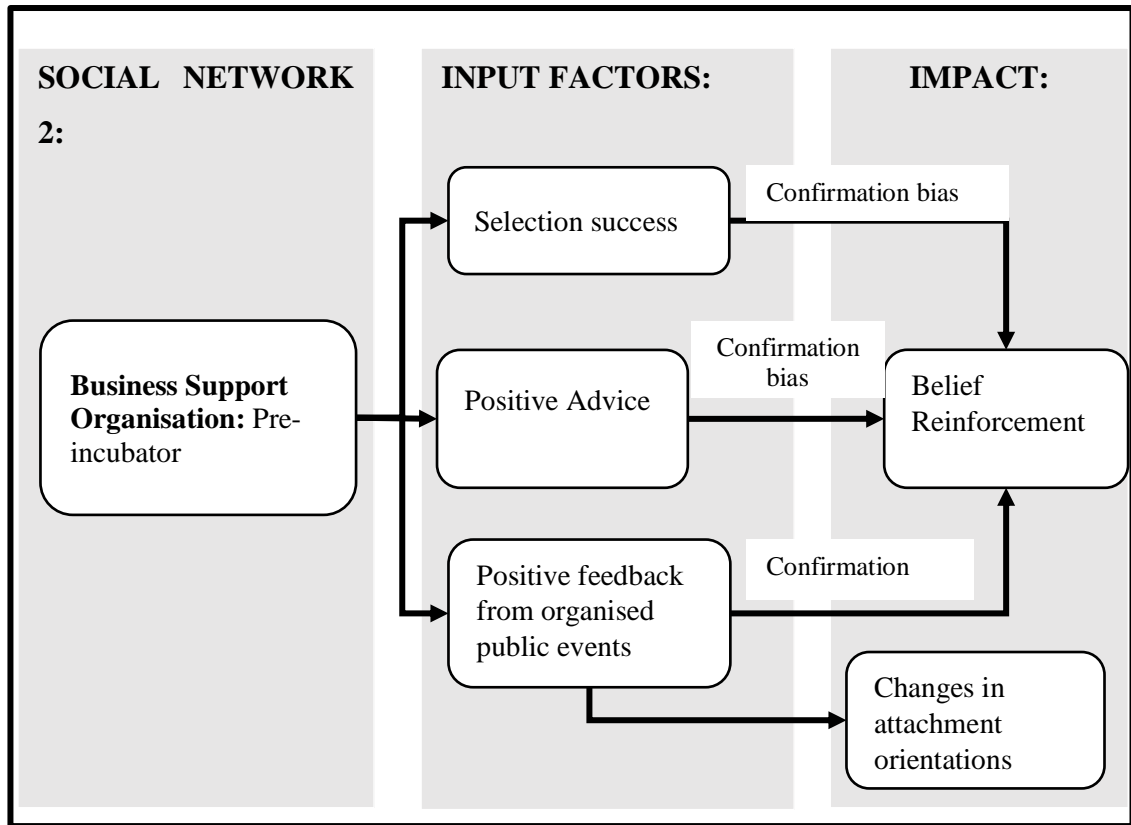 SOCIAL NETWORK
2:
INPUT FACTORS:
IMPACT:
Selection success
Confirmation bias
Business Support
Organisation: Pre-
incubator
Positive Advice
Confirmation
bias
Belief
Reinforcement
Positive feedback
from organised
public events
Confirmation
Changes in
attachment
orientations